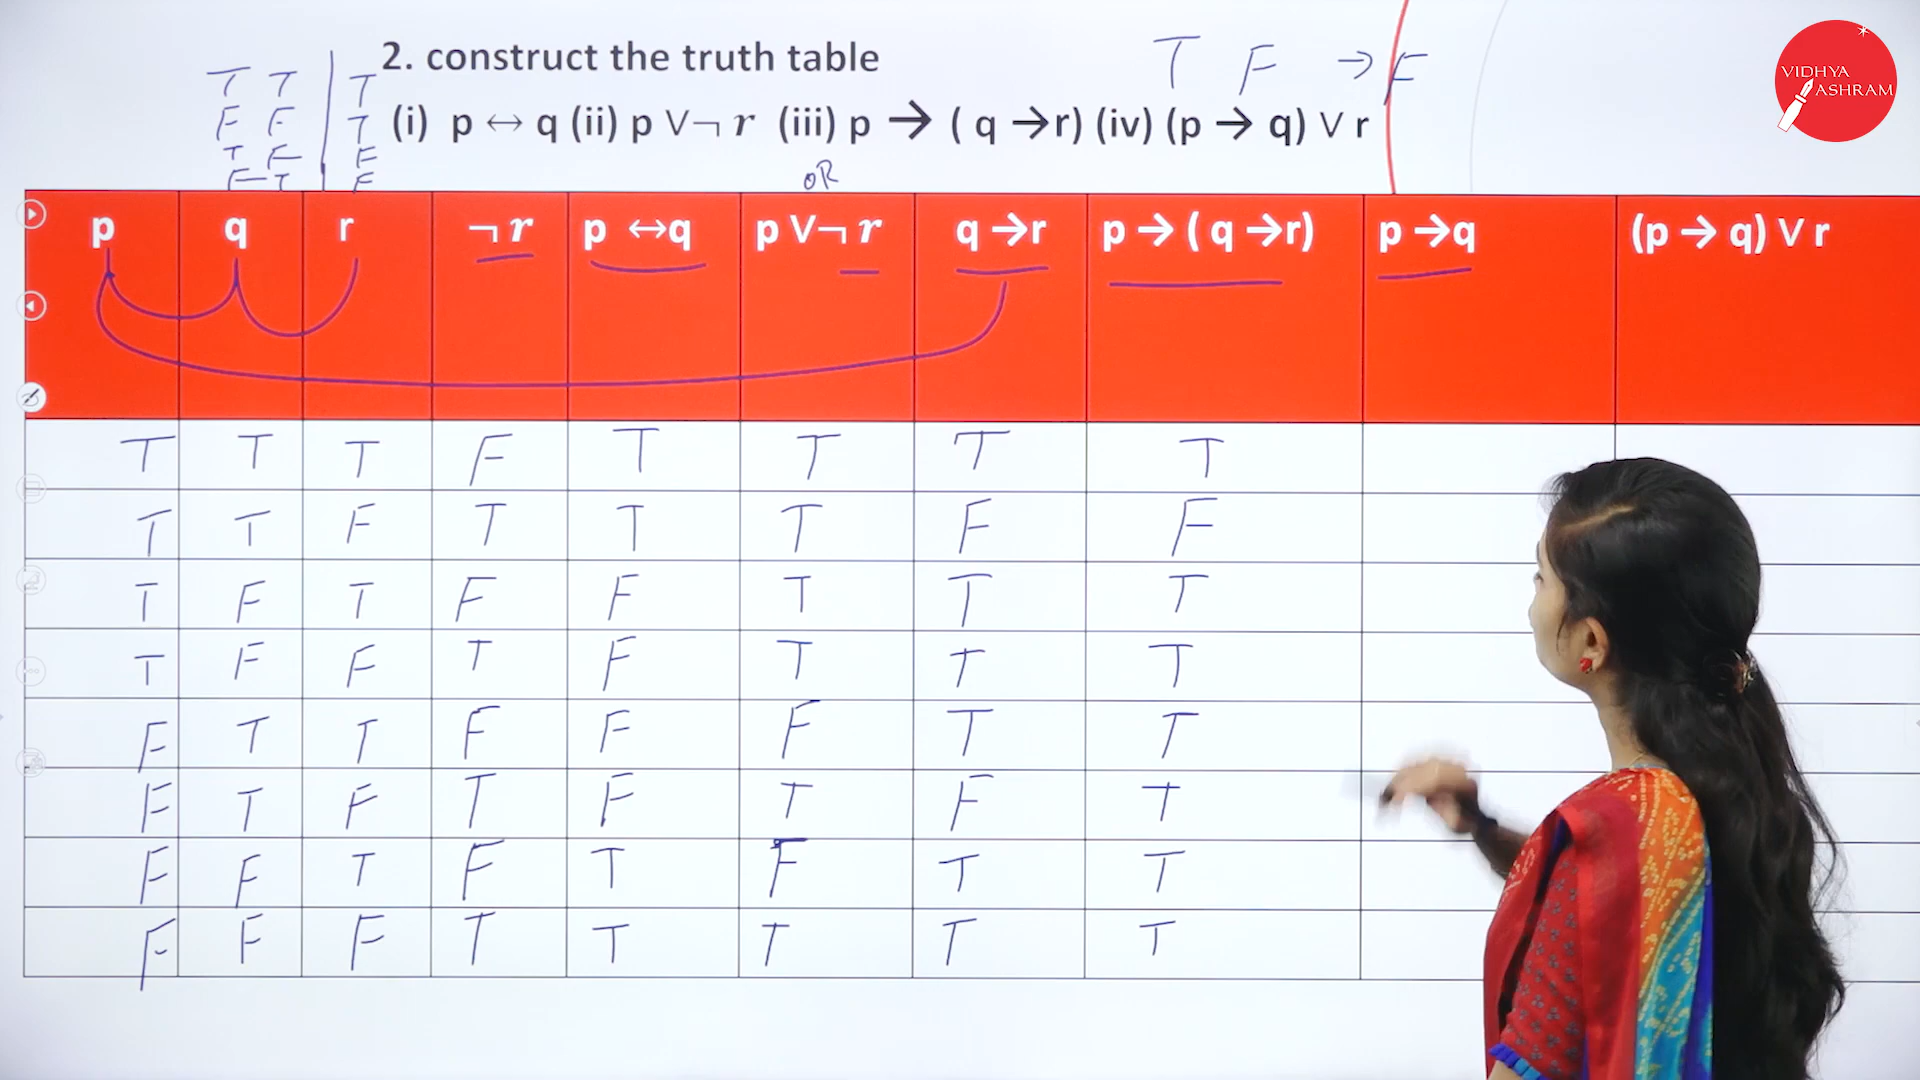 2. construct the truth table
(i) p ↔ q (ii) p ∨¬ r (iii) p → ( q →r) (iv) (p → q) ∨ r
T F → F
T T | T
F F | T
T F | F
F T | F
OR
VIDHYA
ASHRAM
p q r ¬ r p ↔q p ∨¬ r q →r p → ( q →r) p →q (p → q) ∨ r
T T T F T T T T
T T F T T T F F
T F T F F T T T
T F F T F T T T
F T T F F F T T
F T F T F T F T
F F T F T F T T
F F F T T T T T